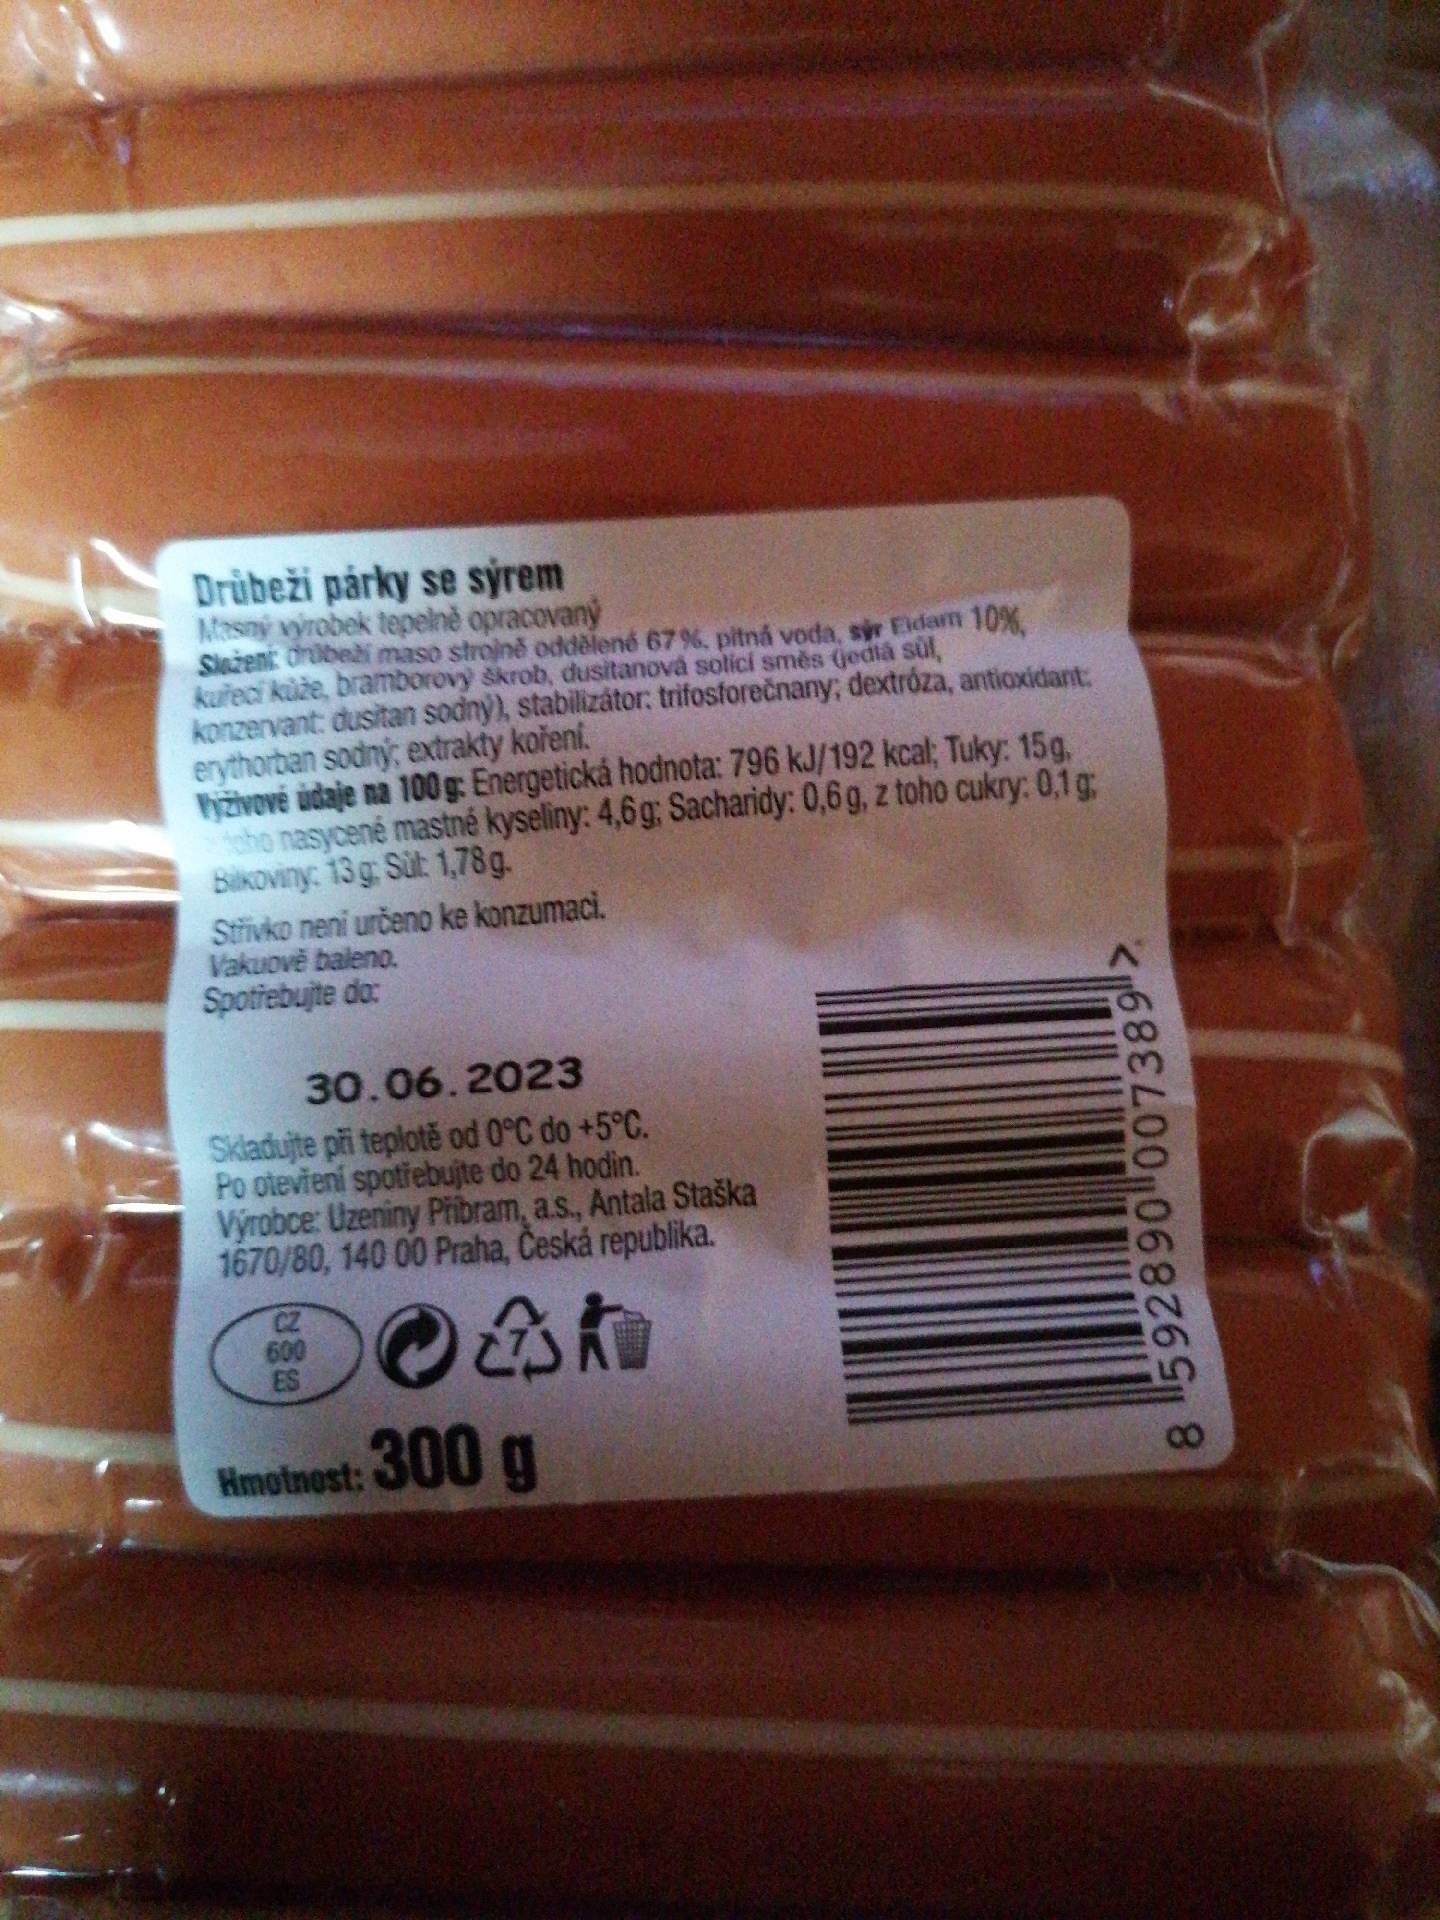 Drůbeží párky se sýrem
Masný výrobek tepelně opracovaný
Složení: drůbeží maso strojně oddělené 67 %, pitná voda, sýr Eidam 10%,
kuřecí kůže, bramborový škrob, dusitanová solicí směs (jedlá sůl,
konzervant: dusitan sodný), stabilizátor: trifosforečnany; dextróza, antioxidant:
erythorban sodný; extrakty koření.
Výživové údaje na 100 g: Energetická hodnota: 796 kJ/192 kcal; Tuky: 15 g,
z toho nasycené mastné kyseliny: 4,6 g; Sacharidy: 0,6 g, z toho cukry: 0,1 g;
Bílkoviny: 13 g; Sůl: 1,78 g.
Střívko není určeno ke konzumaci.
Vakuově baleno.
Spotřebujte do:
30.06.2023
Skladujte při teplotě od 0°C do +5°C.
Po otevření spotřebujte do 24 hodin.
Výrobce: Uzeniny Příbram, a.s., Antala Staška
1670/80, 140 00 Praha, Česká republika.
CZ
600
ES
7
Hmotnost: 300 g
8 592890 007389 >